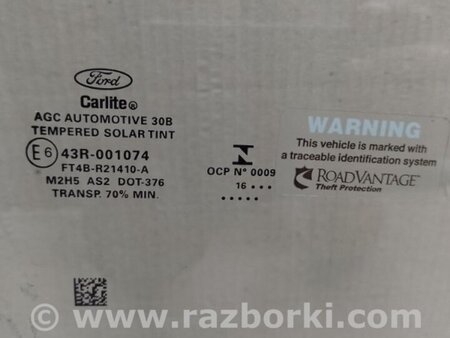 Ford
Carlite®
AGC AUTOMOTIVE 30B
TEMPERED SOLAR TINT
E6 43R-001074
FT4B-R21410-A
M2H5 AS2 DOT-376
TRANSP. 70% MIN.
N
OCP N° 0009
16 ...
.....
WARNING
This vehicle is marked with
a traceable identification system
ROADVANTAGE™
Theft Protection
www.razborki.com